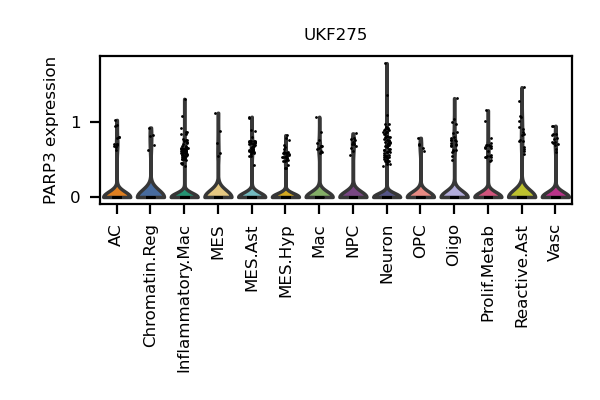 UKF275
PARP3 expression
1
0
AC
Chromatin.Reg
Inflammatory.Mac
MES
MES.Ast
MES.Hyp
Mac
NPC
Neuron
OPC
Oligo
Prolif.Metab
Reactive.Ast
Vasc